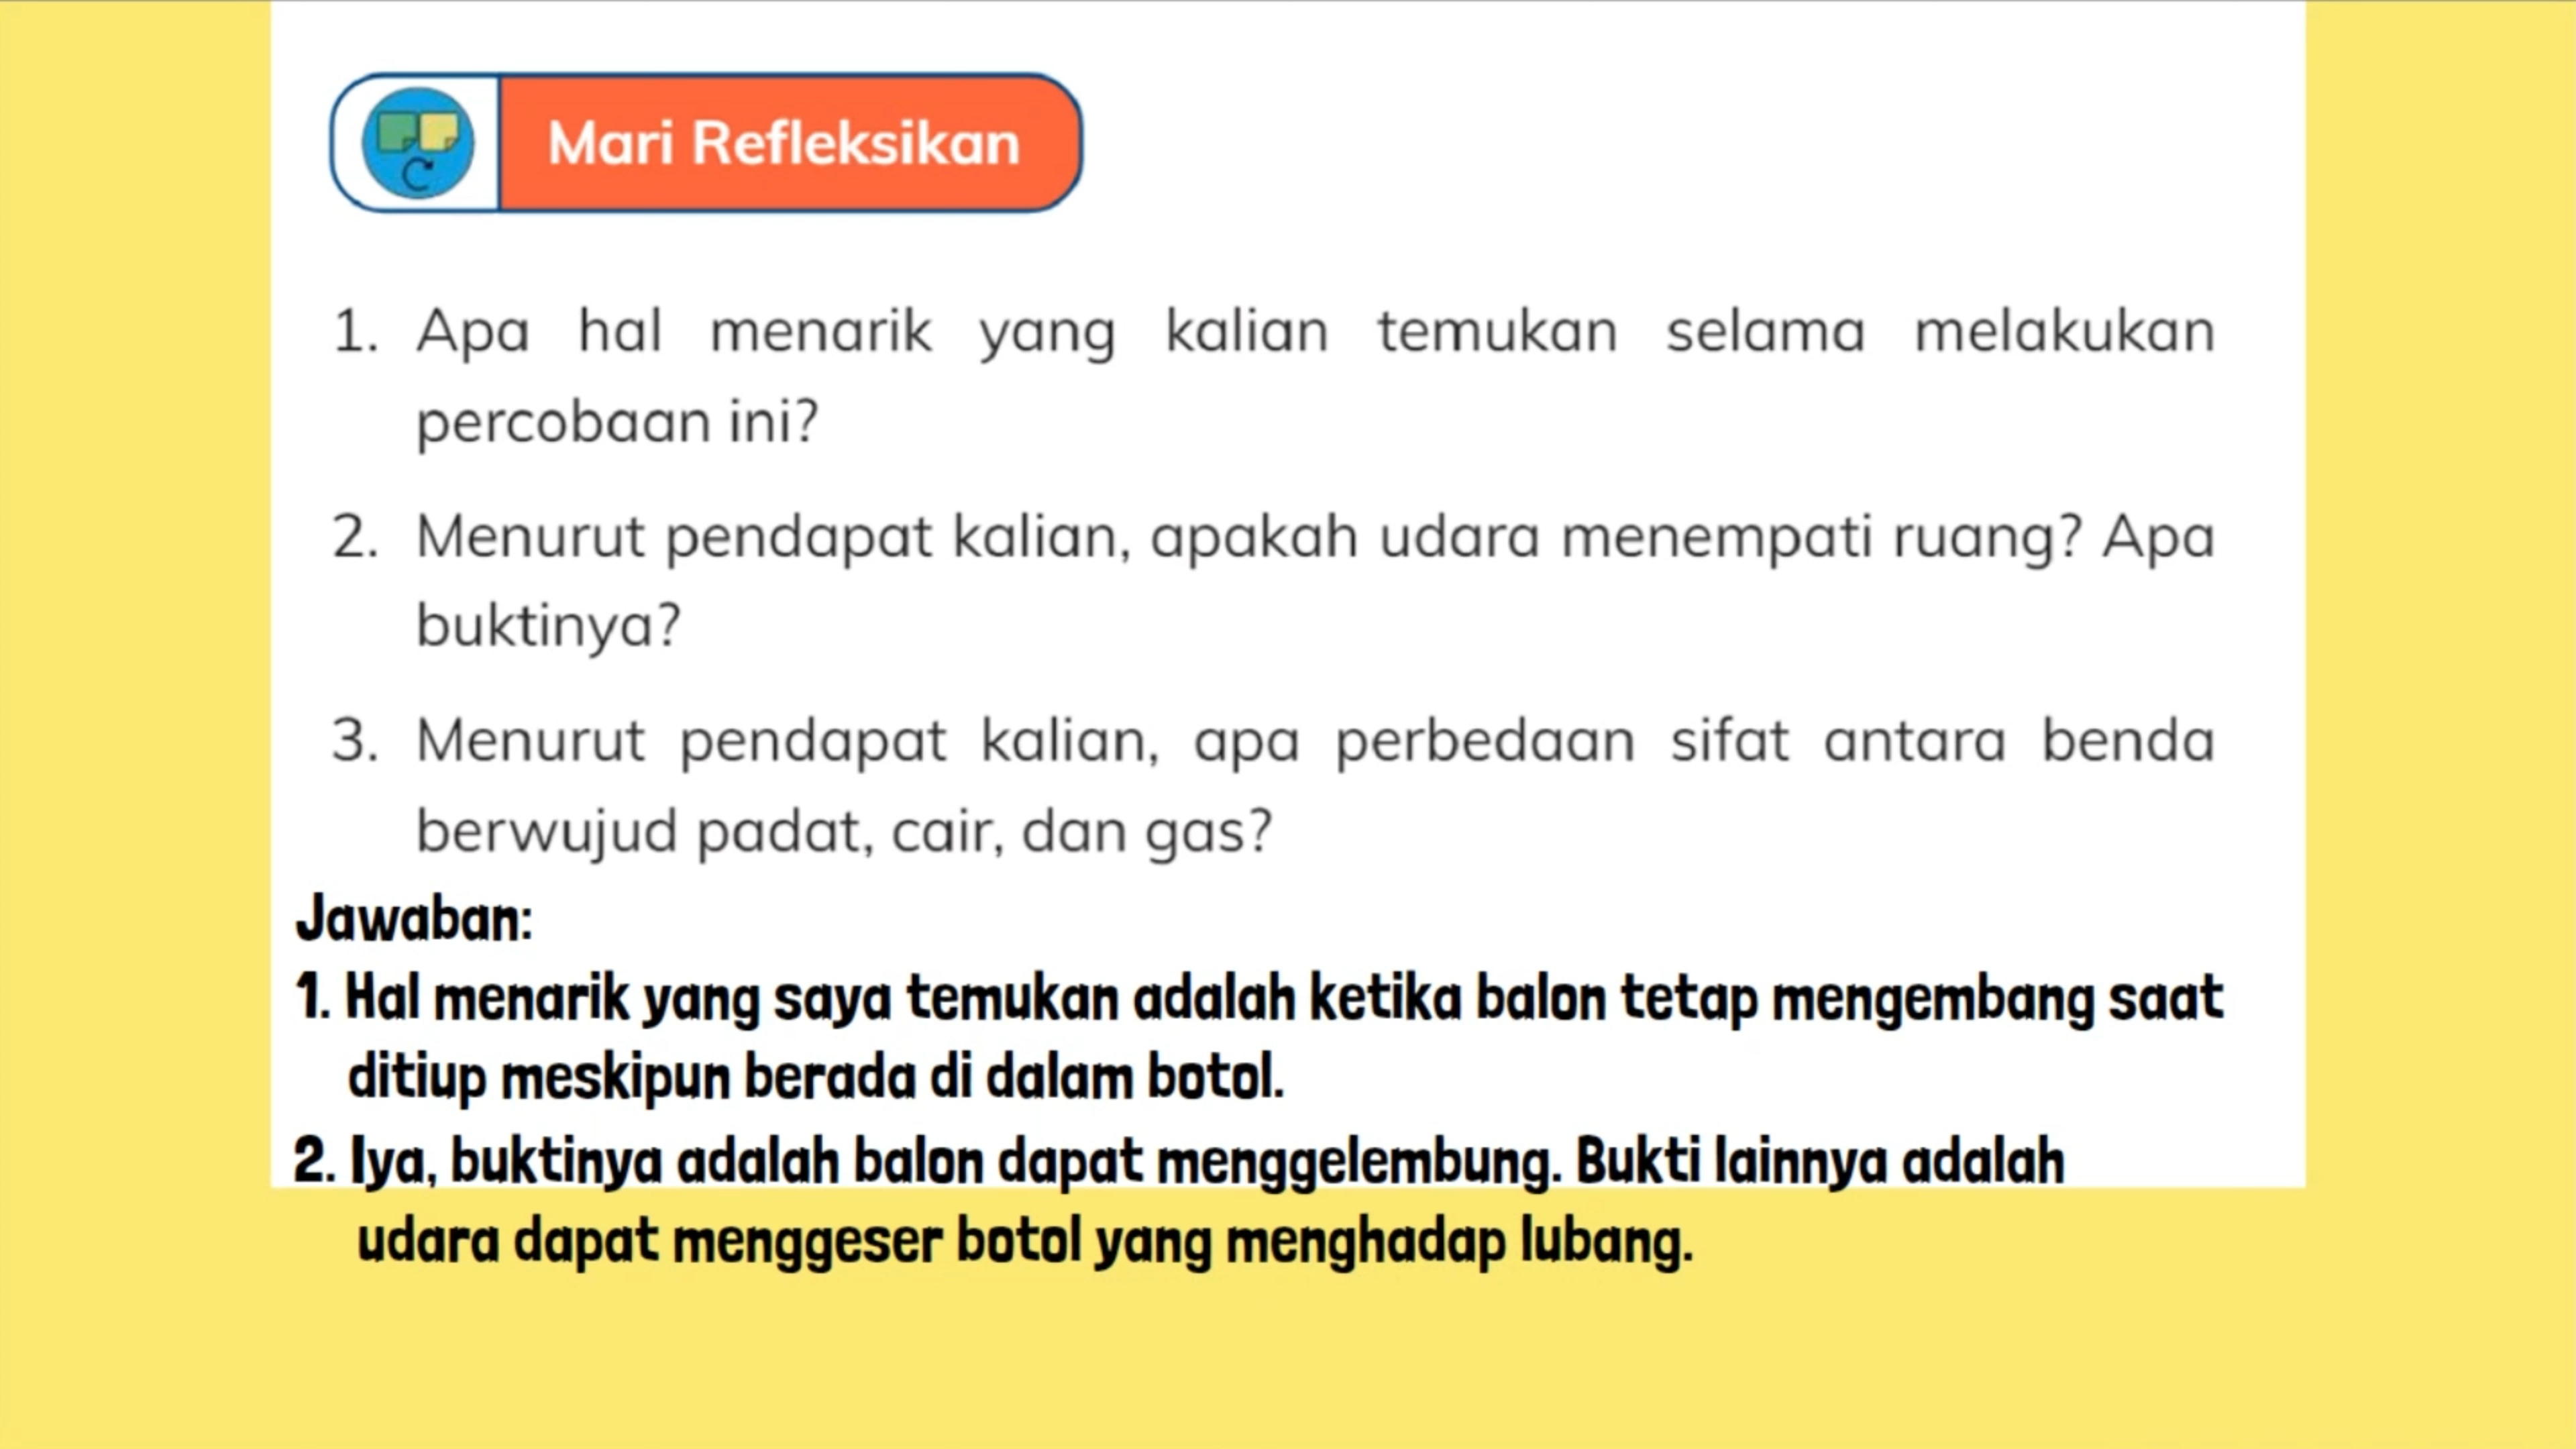 Mari Refleksikan
1. Apa hal menarik yang kalian temukan selama melakukan
percobaan ini?
2. Menurut pendapat kalian, apakah udara menempati ruang? Apa
buktinya?
3. Menurut pendapat kalian, apa perbedaan sifat antara benda
berwujud padat, cair, dan gas?
Jawaban:
1. Hal menarik yang saya temukan adalah ketika balon tetap mengembang saat
ditiup meskipun berada di dalam botol.
2. Iya, buktinya adalah balon dapat menggelembung. Bukti lainnya adalah
udara dapat menggeser botol yang menghadap lubang.